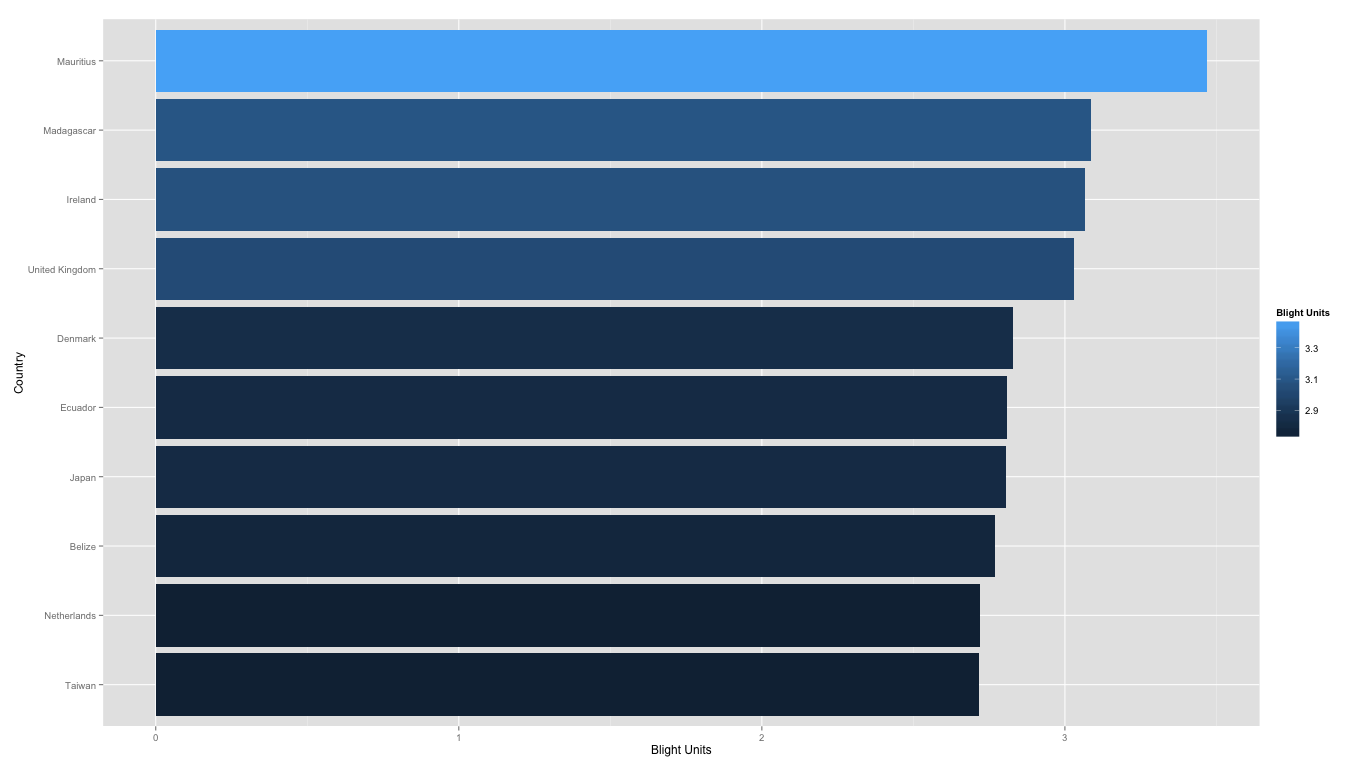 Mauritius
Madagascar
Ireland
United Kingdom
Denmark
Ecuador
Japan
Belize
Netherlands
Taiwan
Country
0 1 2 3
Blight Units
Blight Units
3.3
3.1
2.9